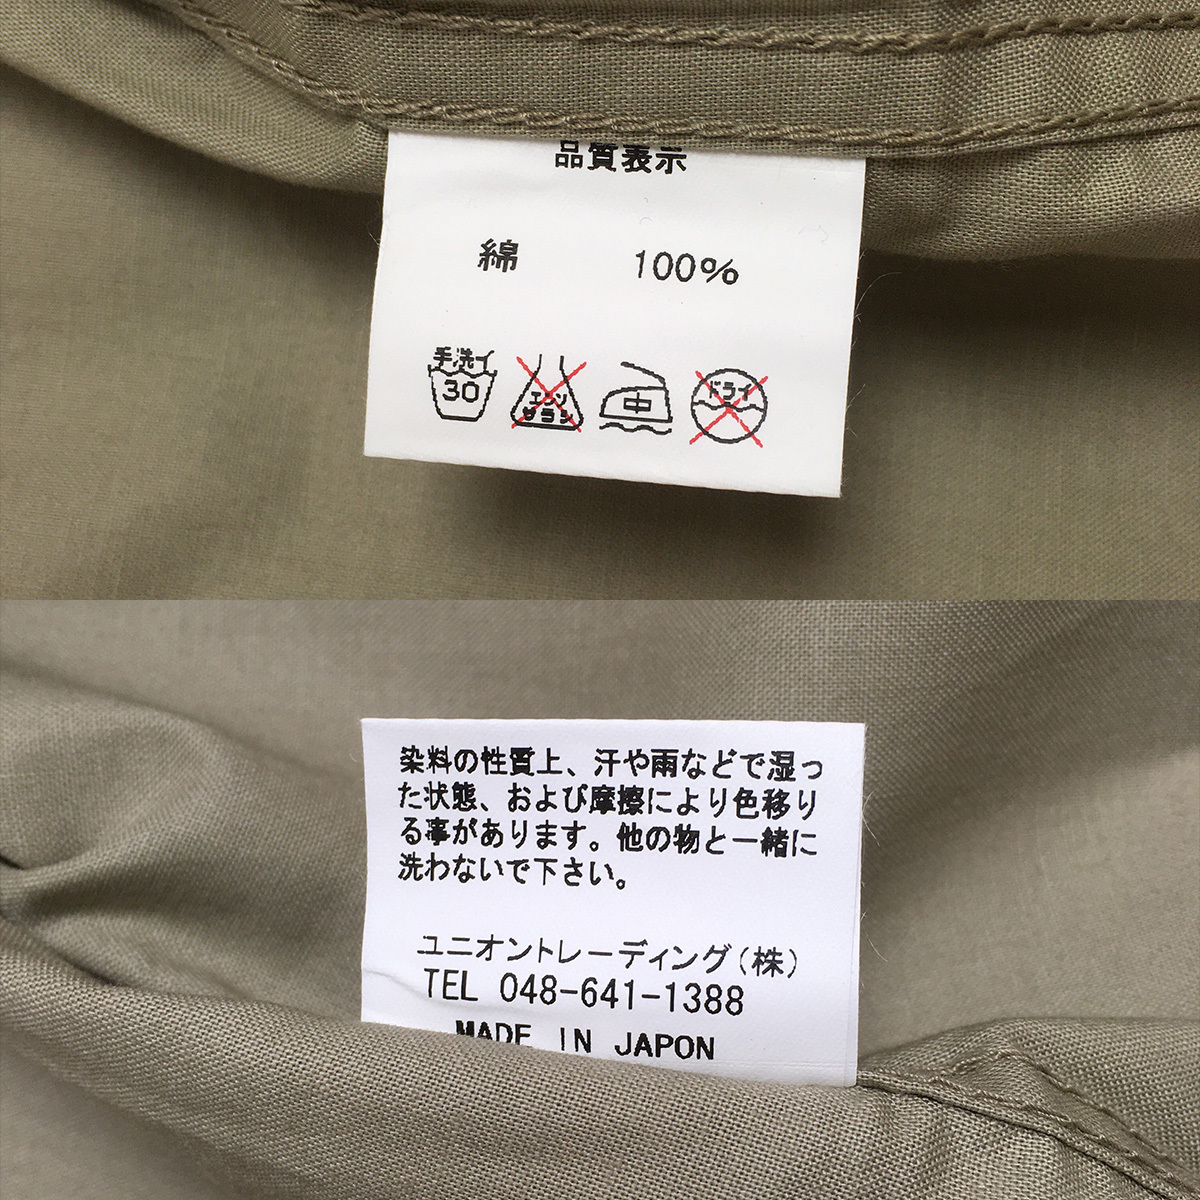 品質表示
綿 100%
手洗イ
30
エンソ
サラシ
中
ドライ
染料の性質上、汗や雨などで湿っ
た状態、および摩擦により色移り
る事があります。他の物と一緒に
洗わないで下さい。
ユニオントレーディング(株)
TEL 048-641-1388
MADE IN JAPON